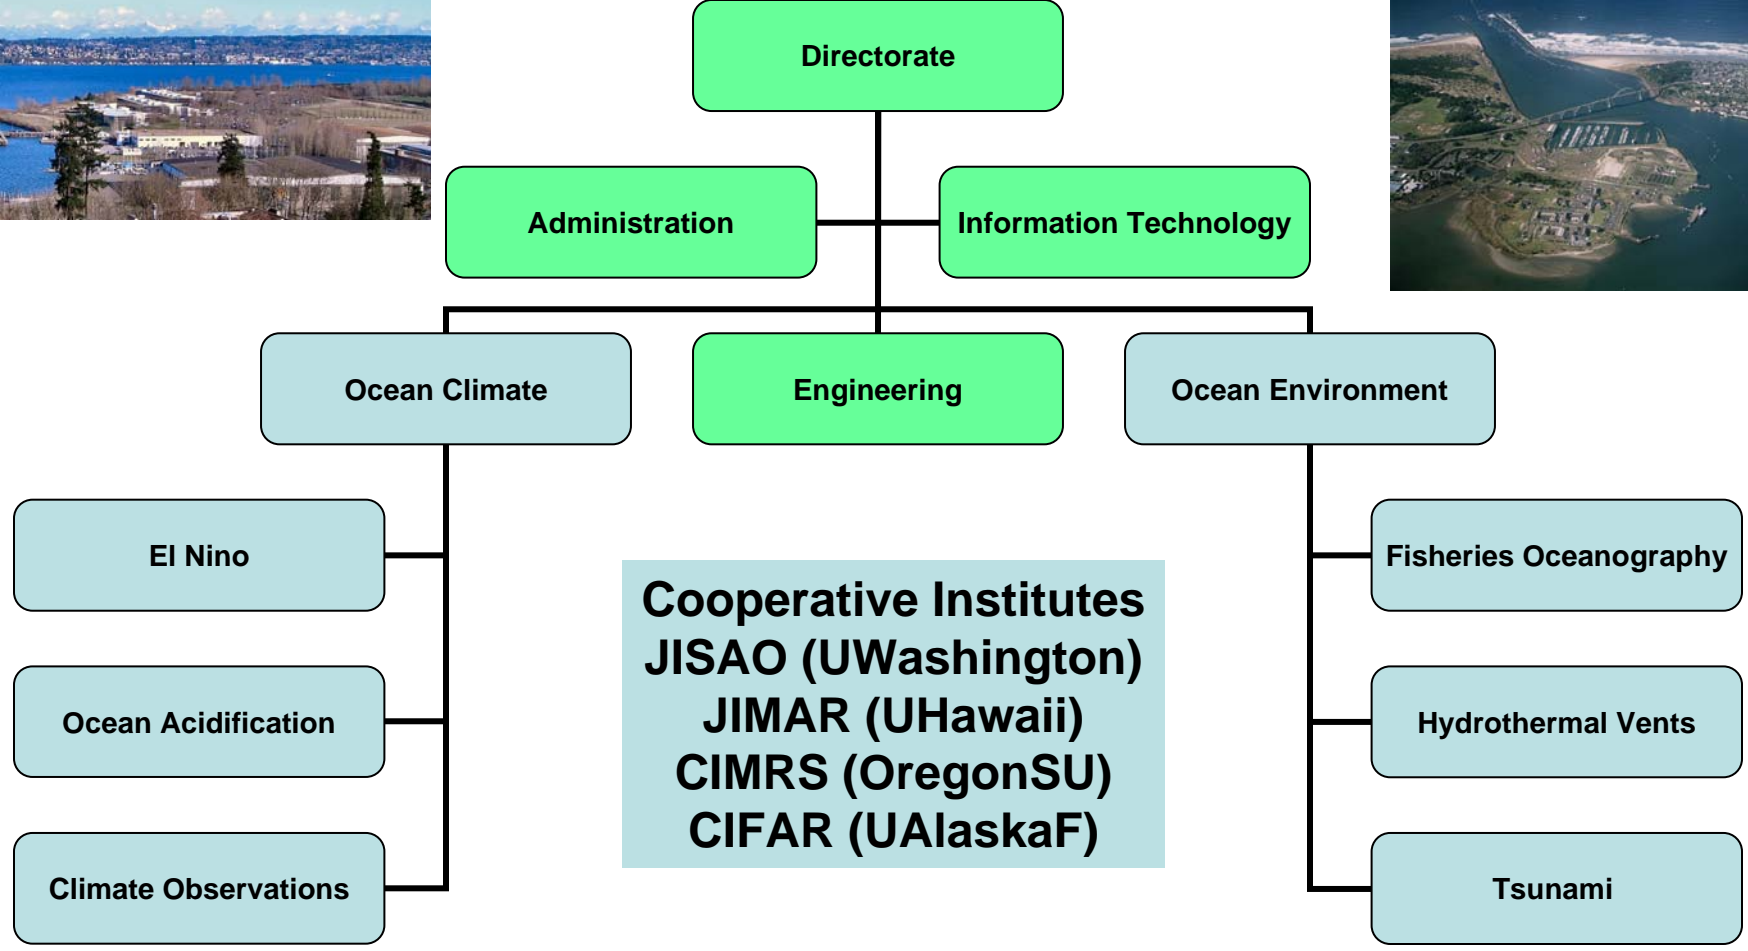 Directorate
Administration
Information Technology
Ocean Climate
Engineering
Ocean Environment
El Nino
Fisheries Oceanography
Cooperative Institutes
JISAO (UWashington)
JIMAR (UHawaii)
CIMRS (OregonSU)
CIFAR (UAlaskaF)
Ocean Acidification
Hydrothermal Vents
Climate Observations
Tsunami